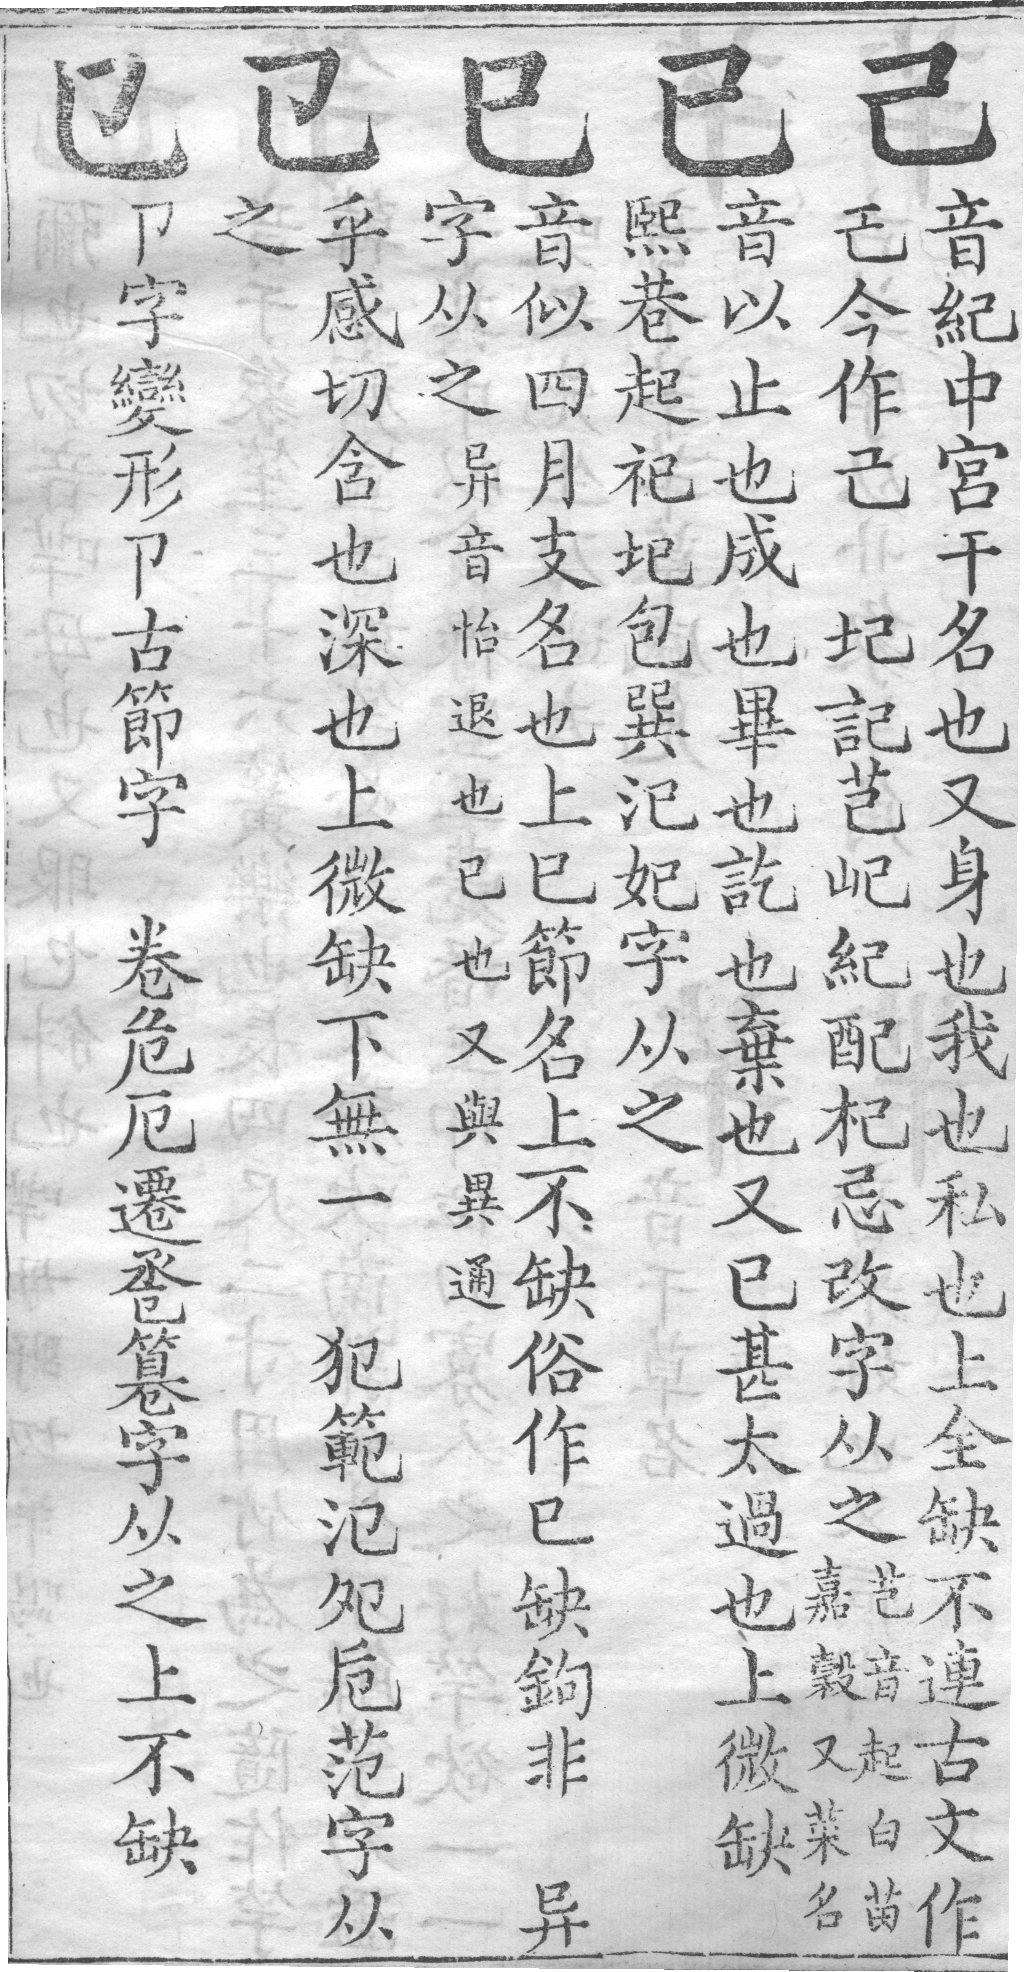 己
音紀中宮干名也又身也我也私也上全缺不連古文作
𢀒今作己 圮記芑屺紀配杞忌改字从之芑音起白苗嘉穀又菜名
已
音以止也成也畢也訖也棄也又已甚太過也上微缺
熙巷起祀圯包巽汜妃字从之
巳
音似四月支名也上巳節名上不缺俗作巳缺鉤非 异
字从之异音怡退也已也又與異通
㔾
乎感切含也深也上微缺下無一 犯範氾夗卮范字从
之
㔾
卩字變形卩古節字 卷危厄遷卺篹字从之上不缺